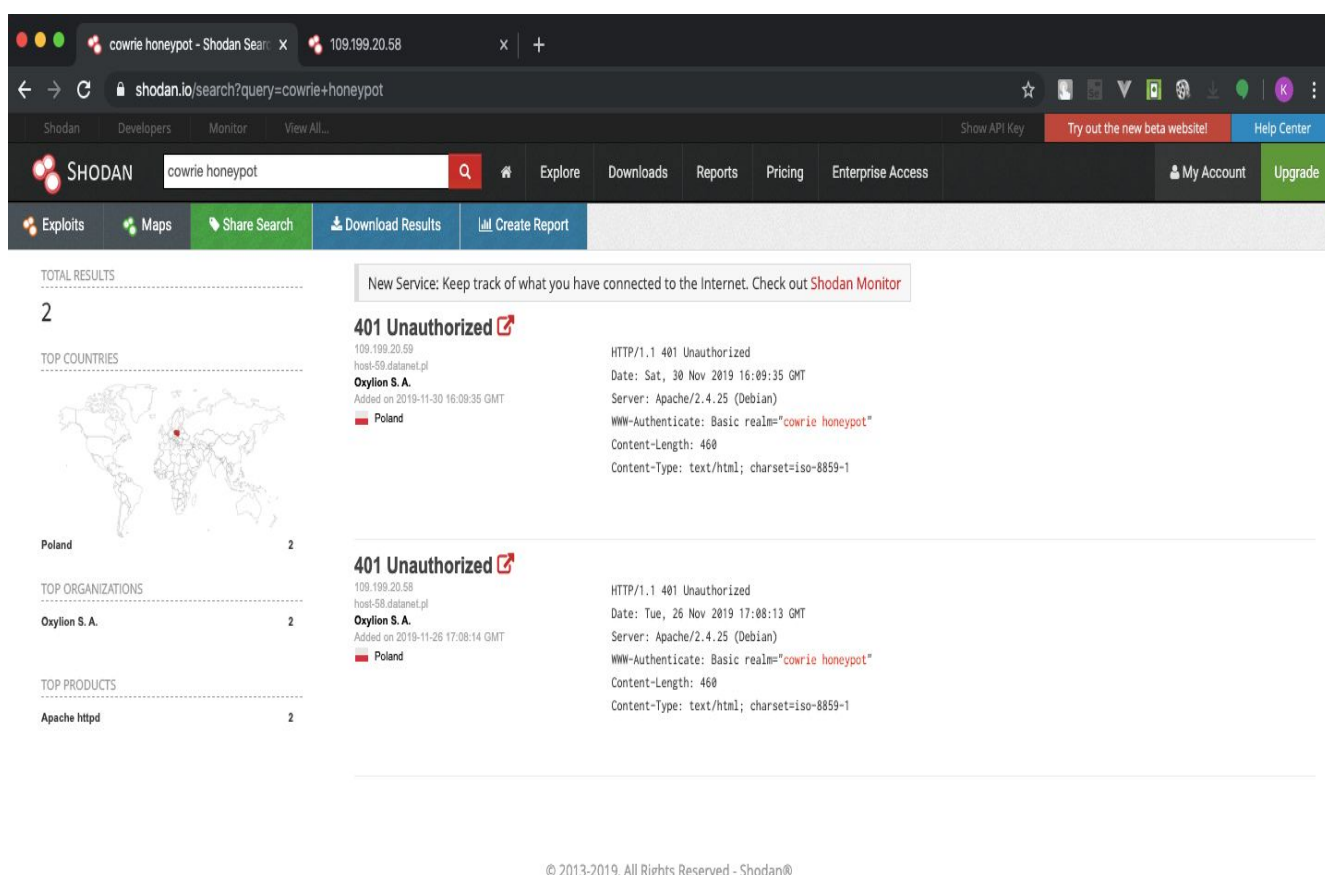 cowrie honeypot - Shodan Searc
109.199.20.58
shodan.io/search?query=cowrie+honeypot
K
Shodan Developers Monitor View All... Show API Key Try out the new beta website! Help Center
SHODAN cowrie honeypot Explore Downloads Reports Pricing Enterprise Access My Account Upgrade
Exploits Maps Share Search Download Results Create Report
TOTAL RESULTS
2
TOP COUNTRIES
Poland 2
TOP ORGANIZATIONS
Oxylion S. A. 2
TOP PRODUCTS
Apache httpd 2
New Service: Keep track of what you have connected to the Internet. Check out Shodan Monitor
401 Unauthorized
109.199.20.59
host-59.datanet.pl
Oxylion S. A.
Added on 2019-11-30 16:09:35 GMT
Poland
HTTP/1.1 401 Unauthorized
Date: Sat, 30 Nov 2019 16:09:35 GMT
Server: Apache/2.4.25 (Debian)
WWW-Authenticate: Basic realm="cowrie honeypot"
Content-Length: 460
Content-Type: text/html; charset=iso-8859-1
401 Unauthorized
109.199.20.58
host-58.datanet.pl
Oxylion S. A.
Added on 2019-11-26 17:08:14 GMT
Poland
HTTP/1.1 401 Unauthorized
Date: Tue, 26 Nov 2019 17:08:13 GMT
Server: Apache/2.4.25 (Debian)
WWW-Authenticate: Basic realm="cowrie honeypot"
Content-Length: 460
Content-Type: text/html; charset=iso-8859-1
© 2013-2019, All Rights Reserved - Shodan®